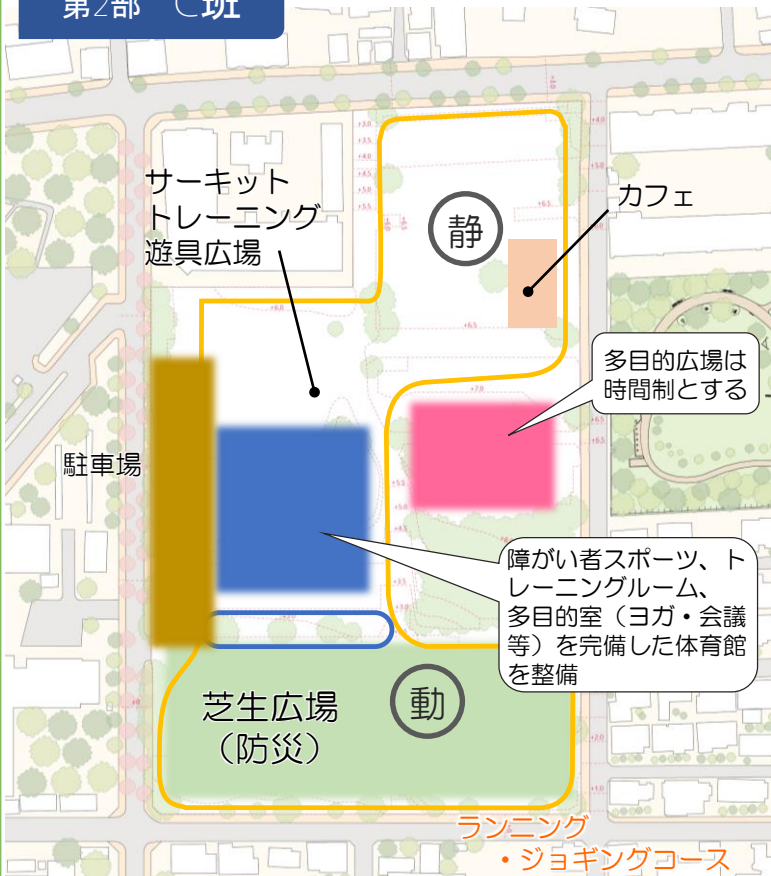 第2部 C班
サーキット
トレーニング
遊具広場
静
カフェ
多目的広場は
時間制とする
駐車場
障がい者スポーツ、ト
レーニングルーム、
多目的室（ヨガ・会議
等）を完備した体育館
を整備
芝生広場
（防災）
動
ランニング
・ジョギングコース